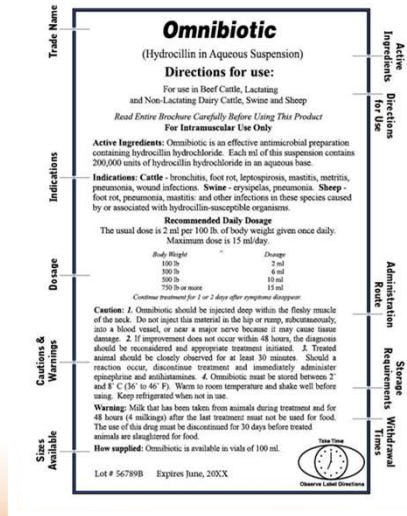 Trade Name
Indications
Dosage
Cautions &
Warnings
Sizes
Available
Omnibiotic
(Hydrocillin in Aqueous Suspension)
Directions for use:
For use in Beef Cattle, Lactating
and Non-Lactating Dairy Cattle, Swine and Sheep
Read Entire Brochure Carefully Before Using This Product
For Intramuscular Use Only
Active Ingredients: Omnibiotic is an effective antimicrobial preparation
containing hydrocillin hydrochloride. Each ml of this suspension contains
200,000 units of hydrocillin hydrochloride in an aqueous base.
Indications: Cattle - bronchitis, foot rot, leptospirosis, mastitis, metritis,
pneumonia, wound infections. Swine - erysipelas, pneumonia. Sheep -
foot rot, pneumonia, mastitis: and other infections in these species caused
by or associated with hydrocillin-susceptible organisms.
Recommended Daily Dosage
The usual dose is 2 ml per 100 lb. of body weight given once daily.
Maximum dose is 15 ml/day.
Body Weight Dosage
100 lb 2 ml
300 lb 6 ml
500 lb 10 ml
750 lb or more 15 ml
Continue treatment for 1 or 2 days after symptoms disappear.
Caution: 1. Omnibiotic should be injected deep within the fleshy muscle
of the neck. Do not inject this material in the hip or rump, subcutaneously,
into a blood vessel, or near a major nerve because it may cause tissue
damage. 2. If improvement does not occur within 48 hours, the diagnosis
should be reconsidered and appropriate treatment initiated. 3. Treated
animal should be closely observed for at least 30 minutes. Should a
reaction occur, discontinue treatment and immediately administer
epinephrine and antihistamines. 4. Omnibiotic must be stored between 2°
and 8° C (36° to 46° F). Warm to room temperature and shake well before
using. Keep refrigerated when not in use.
Warning: Milk that has been taken from animals during treatment and for
48 hours (4 milkings) after the last treatment must not be used for food.
The use of this drug must be discontinued for 30 days before treated
animals are slaughtered for food.
How supplied: Omnibiotic is available in vials of 100 ml.
Lot # 56789B Expires June, 20XX
Take Time
Observe Label Directions
Active
Ingredients
Directions
for Use
Administration
Route
Storage
Requirements
Withdrawal
Times